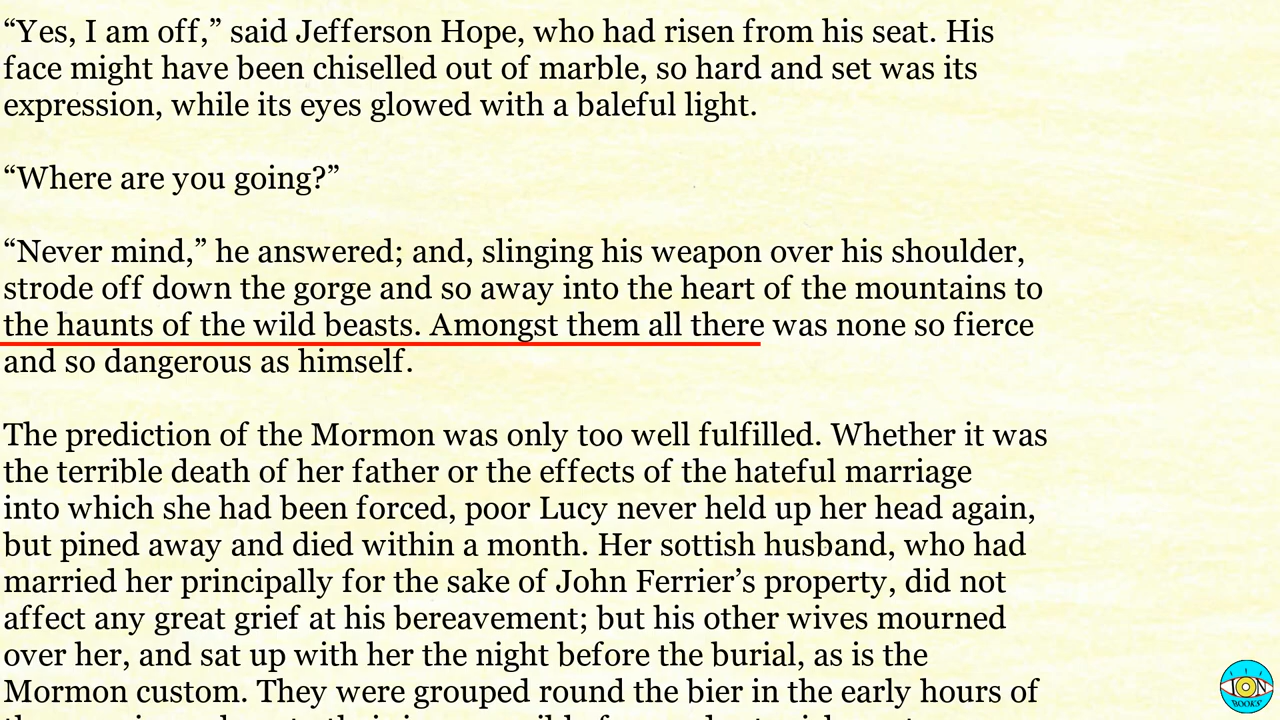 “Yes, I am off,” said Jefferson Hope, who had risen from his seat. His
face might have been chiselled out of marble, so hard and set was its
expression, while its eyes glowed with a baleful light.
“Where are you going?”
“Never mind,” he answered; and, slinging his weapon over his shoulder,
strode off down the gorge and so away into the heart of the mountains to
the haunts of the wild beasts. Amongst them all there was none so fierce
and so dangerous as himself.
The prediction of the Mormon was only too well fulfilled. Whether it was
the terrible death of her father or the effects of the hateful marriage
into which she had been forced, poor Lucy never held up her head again,
but pined away and died within a month. Her sottish husband, who had
married her principally for the sake of John Ferrier’s property, did not
affect any great grief at his bereavement; but his other wives mourned
over her, and sat up with her the night before the burial, as is the
Mormon custom. They were grouped round the bier in the early hours of
ION
BOOKS